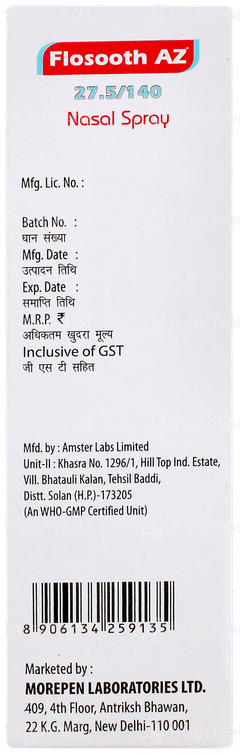 Flosooth AZ
27.5/140
Nasal Spray
Mfg. Lic. No. :
Batch No. :
घान संख्या
Mfg. Date :
उत्पादन तिथि
Exp. Date :
समाप्ति तिथि
M.R.P. ₹
अधिकतम खुदरा मूल्य
Inclusive of GST
जी एस टी सहित
Mfd. by : Amster Labs Limited
Unit-II : Khasra No. 1296/1, Hill Top Ind. Estate,
Vill. Bhatauli Kalan, Tehsil Baddi,
Distt. Solan (H.P.)-173205
(An WHO-GMP Certified Unit)
8 906134 259135
Marketed by :
MOREPEN LABORATORIES LTD.
409, 4th Floor, Antriksh Bhawan,
22 K.G. Marg, New Delhi-110 001